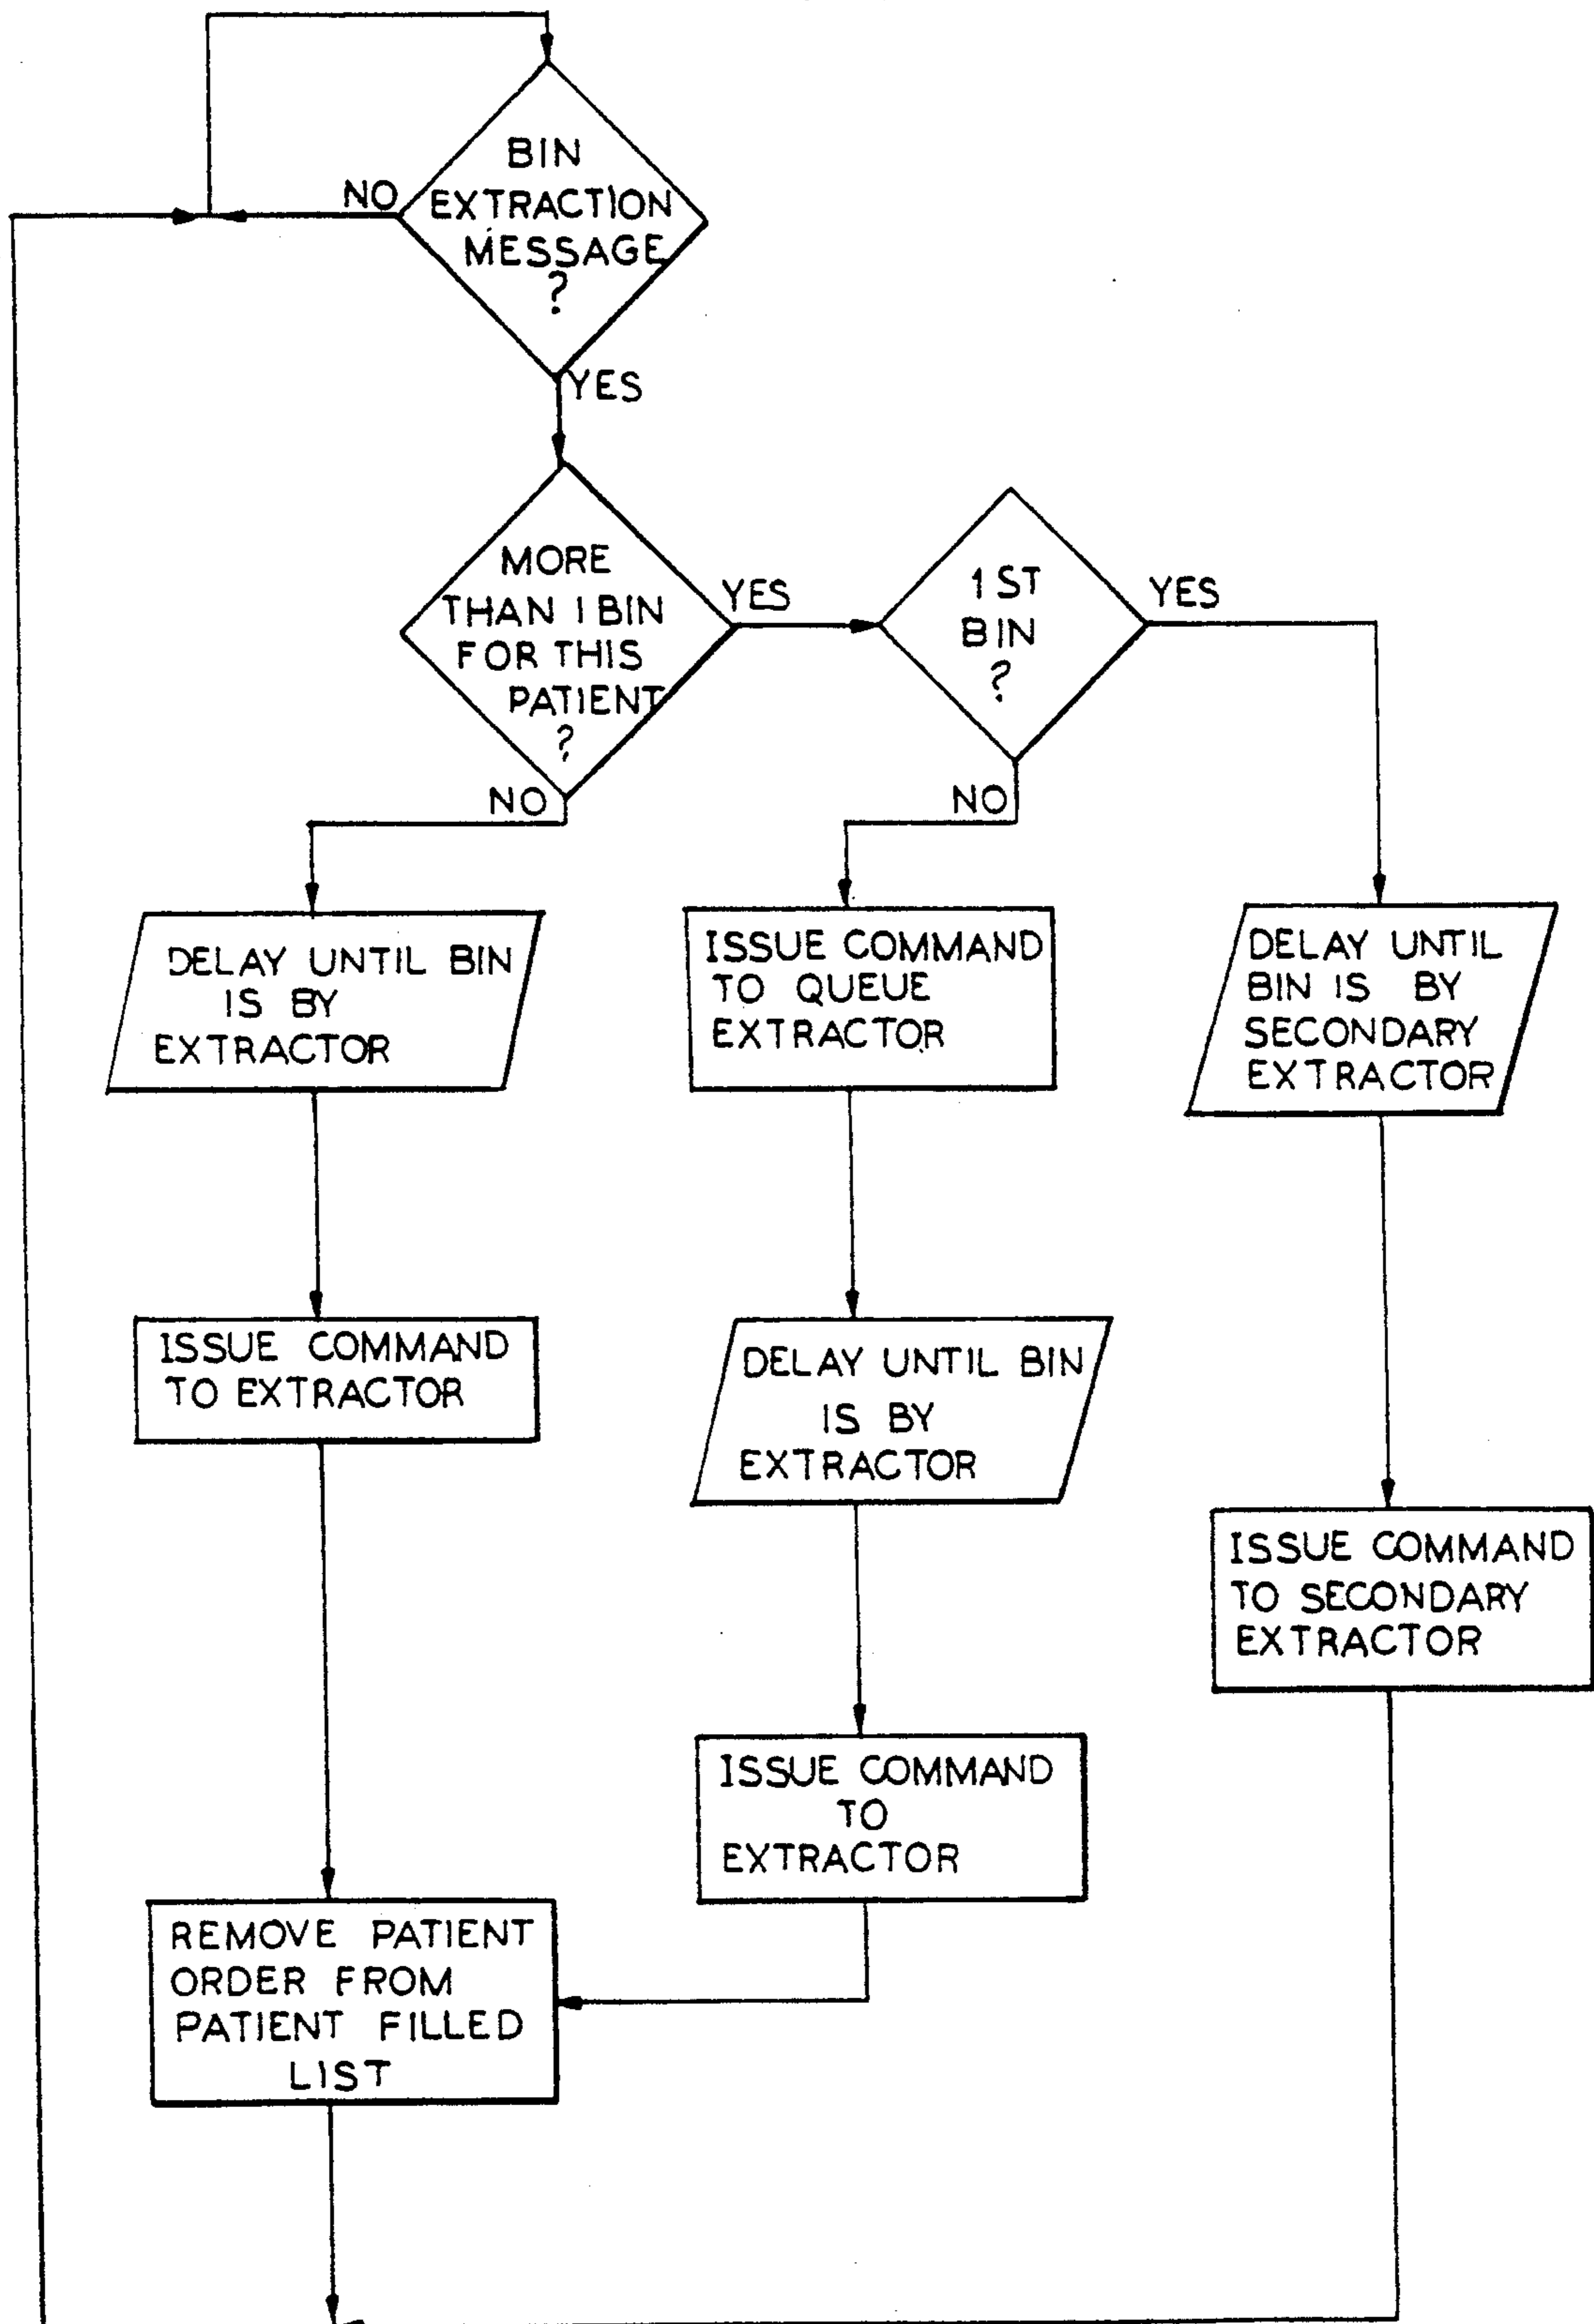 BIN
EXTRACTION
MESSAGE
?
NO
YES
MORE
THAN 1 BIN
FOR THIS
PATIENT
?
YES
NO
1 ST
BIN
?
YES
NO
DELAY UNTIL BIN
IS BY
EXTRACTOR
ISSUE COMMAND
TO QUEUE
EXTRACTOR
DELAY UNTIL
BIN IS BY
SECONDARY
EXTRACTOR
ISSUE COMMAND
TO EXTRACTOR
DELAY UNTIL BIN
IS BY
EXTRACTOR
ISSUE COMMAND
TO SECONDARY
EXTRACTOR
ISSUE COMMAND
TO
EXTRACTOR
REMOVE PATIENT
ORDER FROM
PATIENT FILLED
LIST